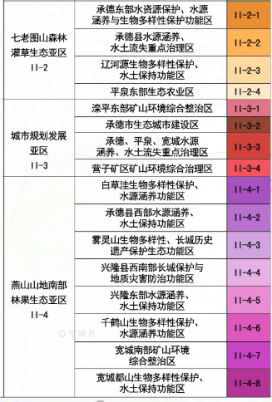 七老图山森林
灌草生态亚区
II-2
承德东部水资源保护、水源
涵养与生物多样性保护功能区
II-2-1
承德县水源涵养、
水土流失重点治理区
II-2-2
辽河源生物多样性保护、
水土保持功能区
II-2-3
平泉东部生态农业区
II-2-4
城市规划发展
亚区
II-3
滦平东部矿山环境综合整治区
II-3-1
承德市生态城市建设区
II-3-2
承德、平泉、宽城水源
涵养、水土流失重点治理区
II-3-3
营子矿区矿山环境综合治理区
II-3-4
燕山山地南部
林果生态亚区
II-4
白草洼生物多样性保护、
水源涵养功能区
II-4-1
承德县西部水源涵养、
水土保持功能区
II-4-2
雾灵山生物多样性、长城历史
遗产保护生态功能区
II-4-3
兴隆县西南部长城保护与
地质灾害防治功能区
II-4-4
兴隆东部水源涵养、
水土保持功能区
II-4-5
千鹤山生物多样性保护、
水源涵养功能区
II-4-6
宽城南部矿山环境
综合整治区
II-4-7
宽城都山生物多样性保护、
水土保持功能区
II-4-8